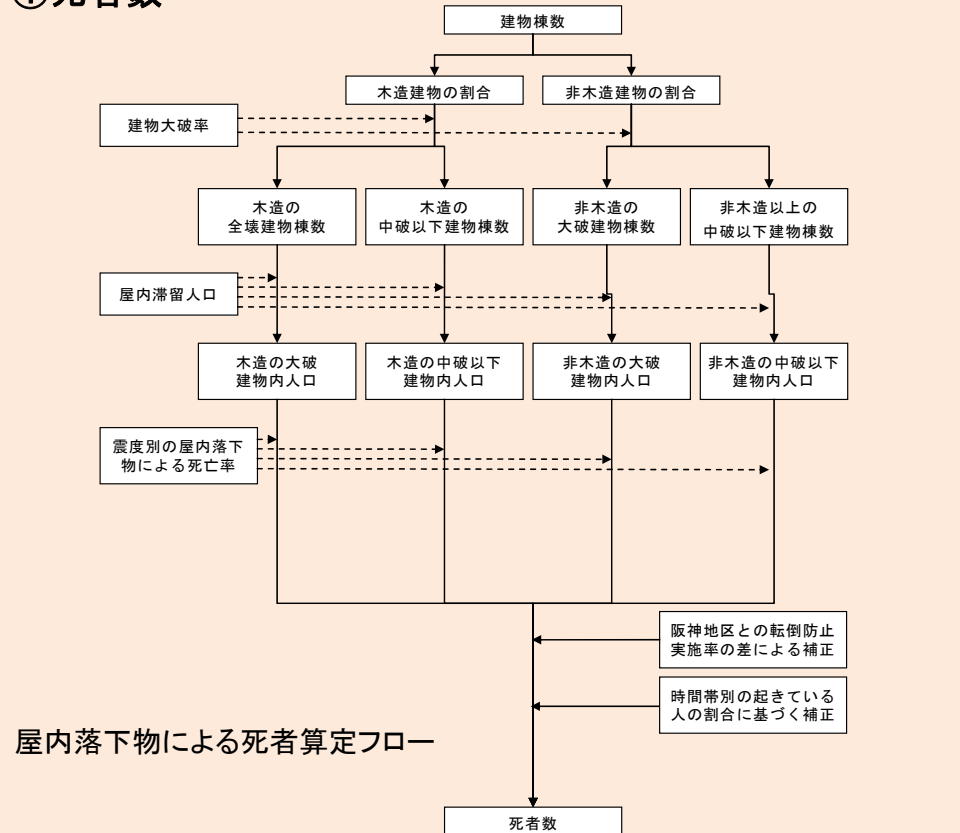 ①死者数
建物棟数
木造建物の割合
非木造建物の割合
建物大破率
木造の
全壊建物棟数
木造の
中破以下建物棟数
非木造の
大破建物棟数
非木造以上の
中破以下建物棟数
屋内滞留人口
木造の大破
建物内人口
木造の中破以下
建物内人口
非木造の大破
建物内人口
非木造の中破以下
建物内人口
震度別の屋内落下
物による死亡率
阪神地区との転倒防止
実施率の差による補正
時間帯別の起きている
人の割合に基づく補正
屋内落下物による死者算定フロー
死者数